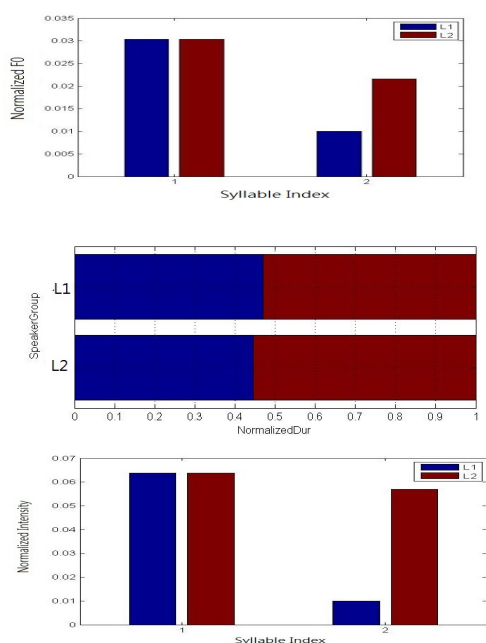 Normalized F0
0.035
0.03
0.025
0.02
0.015
0.01
0.005
0
L1
L2
1 2
Syllable Index
SpeakerGroup
L1
L2
0 0.1 0.2 0.3 0.4 0.5 0.6 0.7 0.8 0.9 1
NormalizedDur
Normalized Intensity
0.07
0.06
0.05
0.04
0.03
0.02
0.01
0
L1
L2
1 2
Syllable Index